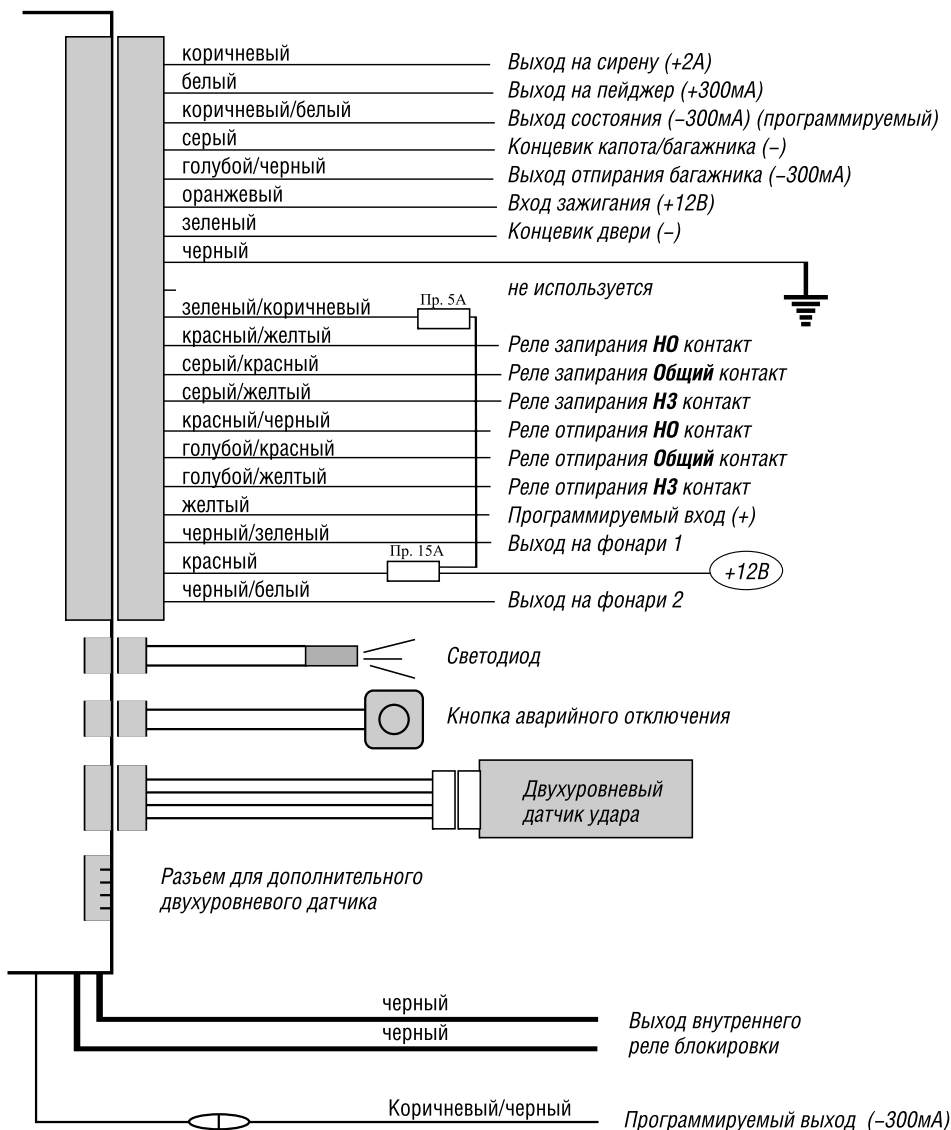 коричневый
Выход на сирену (+2А)
белый
Выход на пейджер (+300мА)
коричневый/белый
Выход состояния (–300мА) (программируемый)
серый
Концевик капота/багажника (–)
голубой/черный
Выход отпирания багажника (–300мА)
оранжевый
Вход зажигания (+12В)
зеленый
Концевик двери (–)
черный
не используется
зеленый/коричневый
Пр. 5А
красный/желтый
Реле запирания НО контакт
серый/красный
Реле запирания Общий контакт
серый/желтый
Реле запирания НЗ контакт
красный/черный
Реле отпирания НО контакт
голубой/красный
Реле отпирания Общий контакт
голубой/желтый
Реле отпирания НЗ контакт
желтый
Программируемый вход (+)
черный/зеленый
Выход на фонари 1
красный
Пр. 15А
+12В
черный/белый
Выход на фонари 2
Светодиод
Кнопка аварийного отключения
Двухуровневый
датчик удара
Разъем для дополнительного
двухуровневого датчика
черный
черный
Выход внутреннего
реле блокировки
Коричневый/черный
Программируемый выход (–300мА)